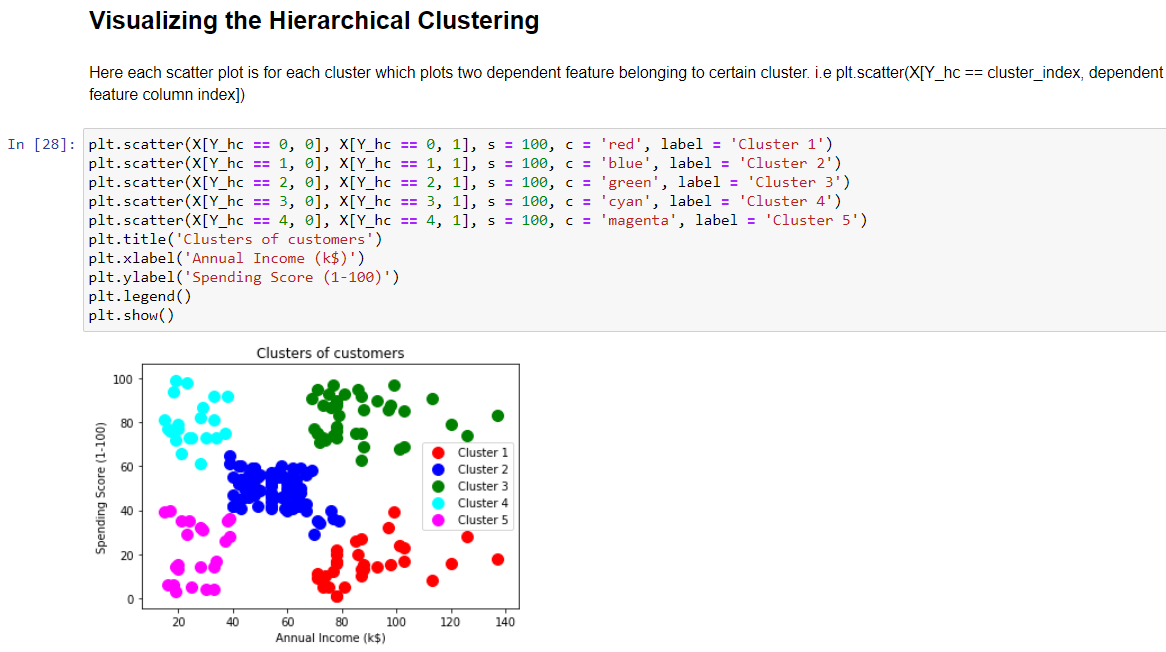 Visualizing the Hierarchical Clustering
Here each scatter plot is for each cluster which plots two dependent feature belonging to certain cluster. i.e plt.scatter(X[Y_hc == cluster_index, dependent
feature column index])
In [28]: plt.scatter(X[Y_hc == 0, 0], X[Y_hc == 0, 1], s = 100, c = 'red', label = 'Cluster 1')
plt.scatter(X[Y_hc == 1, 0], X[Y_hc == 1, 1], s = 100, c = 'blue', label = 'Cluster 2')
plt.scatter(X[Y_hc == 2, 0], X[Y_hc == 2, 1], s = 100, c = 'green', label = 'Cluster 3')
plt.scatter(X[Y_hc == 3, 0], X[Y_hc == 3, 1], s = 100, c = 'cyan', label = 'Cluster 4')
plt.scatter(X[Y_hc == 4, 0], X[Y_hc == 4, 1], s = 100, c = 'magenta', label = 'Cluster 5')
plt.title('Clusters of customers')
plt.xlabel('Annual Income (k$)')
plt.ylabel('Spending Score (1-100)')
plt.legend()
plt.show()
Clusters of customers
Spending Score (1-100)
100
80
60
40
20
0
Cluster 1
Cluster 2
Cluster 3
Cluster 4
Cluster 5
20 40 60 80 100 120 140
Annual Income (k$)